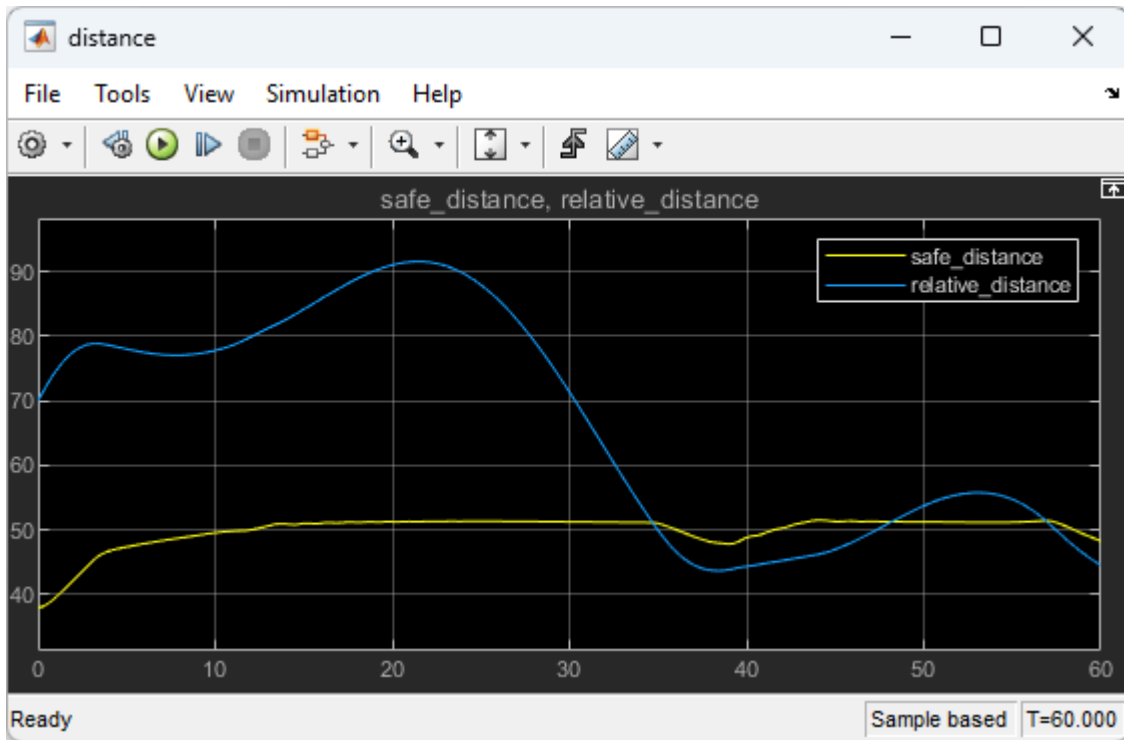 distance
File Tools View Simulation Help
safe_distance, relative_distance
safe_distance
relative_distance
90
80
70
60
50
40
0 10 20 30 40 50 60
Ready Sample based T=60.000